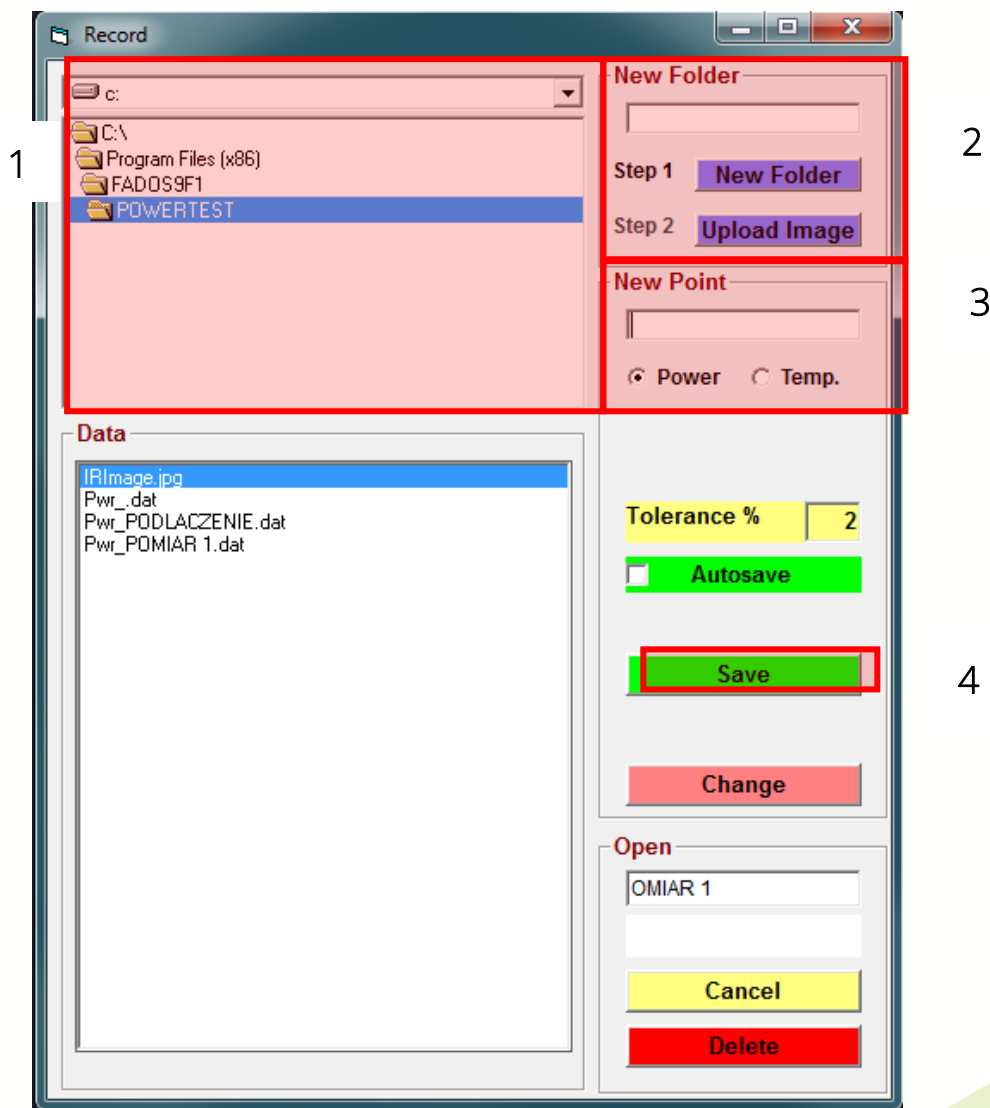 Record
c:
C:\
Program Files (x86)
FADOS9F1
POWERTEST
1
New Folder
Step 1 New Folder
Step 2 Upload Image
2
New Point
Power Temp.
3
Data
IRImage.jpg
Pwr_.dat
Pwr_PODLACZENIE.dat
Pwr_POMIAR 1.dat
Tolerance % 2
Autosave
Save
4
Change
Open
OMIAR 1
Cancel
Delete